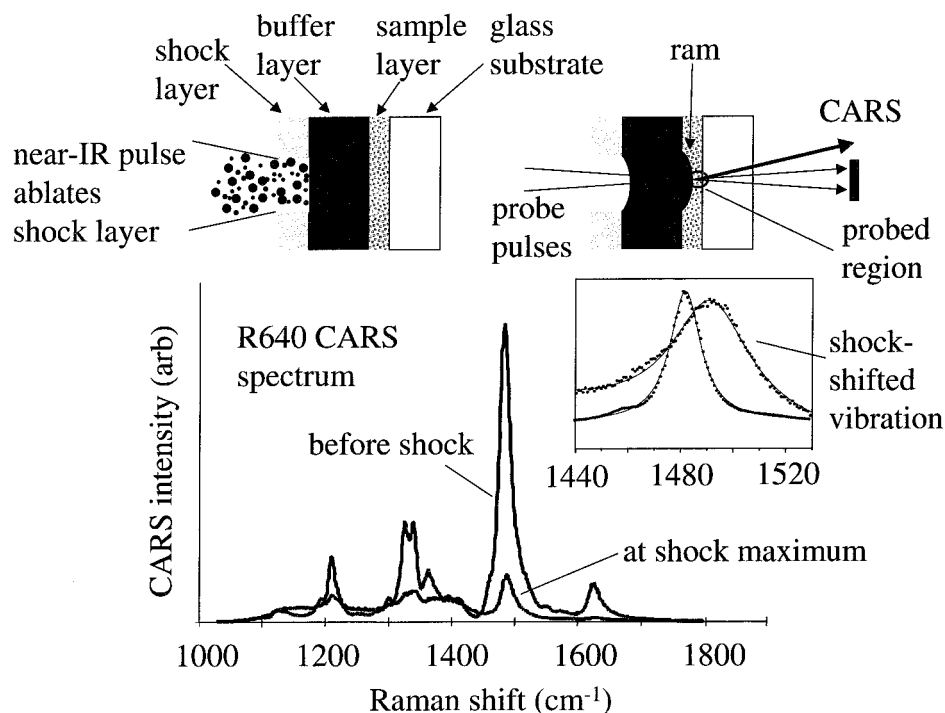 shock
layer
buffer
layer
sample
layer
glass
substrate
near-IR pulse
ablates
shock layer
ram
CARS
probe
pulses
probed
region
R640 CARS
spectrum
before shock
at shock maximum
shock-
shifted
vibration
1440 1480 1520
CARS intensity (arb)
1000 1200 1400 1600 1800
Raman shift (cm⁻¹)